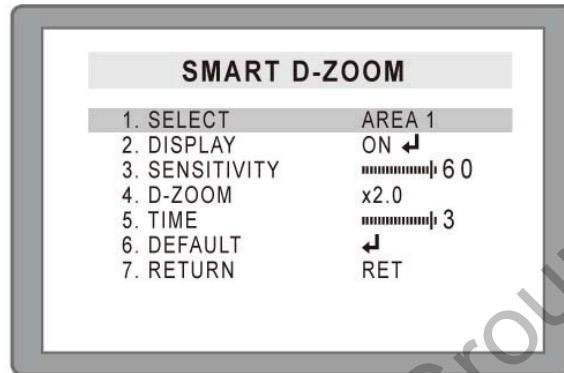 SMART D-ZOOM
1. SELECT AREA 1
2. DISPLAY ON ↲
3. SENSITIVITY 60
4. D-ZOOM x2.0
5. TIME 3
6. DEFAULT ↲
7. RETURN RET
Grou